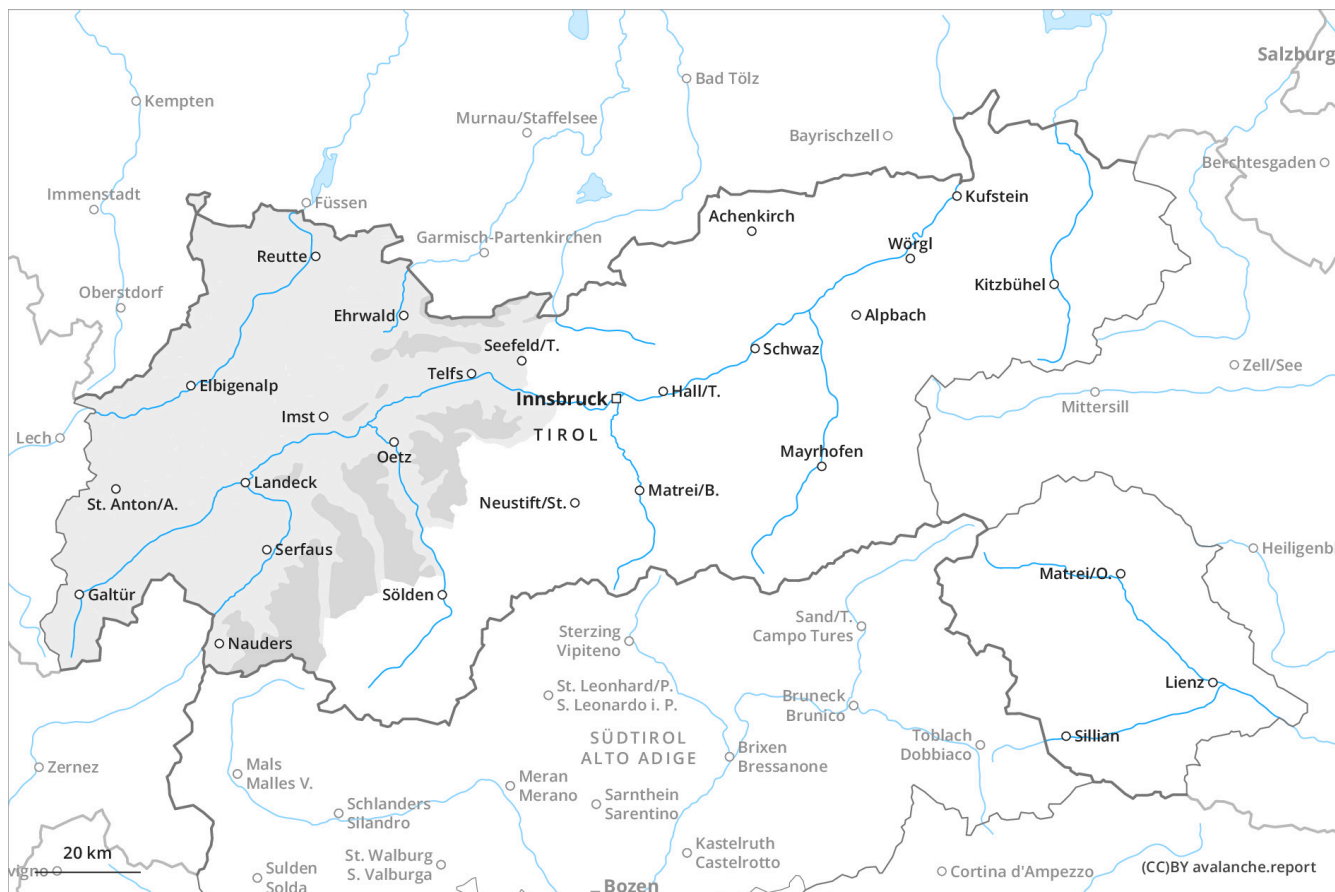 Salzburg
Bad Tölz
Kempten
Murnau/Staffelsee
Bayrischzell
Berchtesgaden
Immenstadt
Füssen
Kufstein
Achenkirch
Garmisch-Partenkirchen
Wörgl
Reutte
Kitzbühel
Oberstdorf
Ehrwald
Alpbach
Seefeld/T.
Schwaz
Zell/See
Telfs
Elbigenalp
Innsbruck
Hall/T.
Mittersill
Imst
Lech
TIROL
Oetz
Mayrhofen
Landeck
St. Anton/A.
Neustift/St.
Matrei/B.
Serfaus
Heiligenb
Matrei/O.
Galtür
Sölden
Sand/T.
Campo Tures
Sterzing
Vipiteno
Nauders
St. Leonhard/P.
S. Leonardo i. P.
Lienz
Bruneck
Brunico
SÜDTIROL
ALTO ADIGE
Sillian
Toblach
Dobbiaco
Brixen
Bressanone
Zernez
Mals
Malles V.
Meran
Merano
Sarnthein
Sarentino
Schlanders
Silandro
Kastelruth
Castelrotto
20 km
St. Walburg
S. Valburga
vigno
Sulden
Solda
Cortina d'Ampezzo
(CC)BY avalanche.report
Bozen